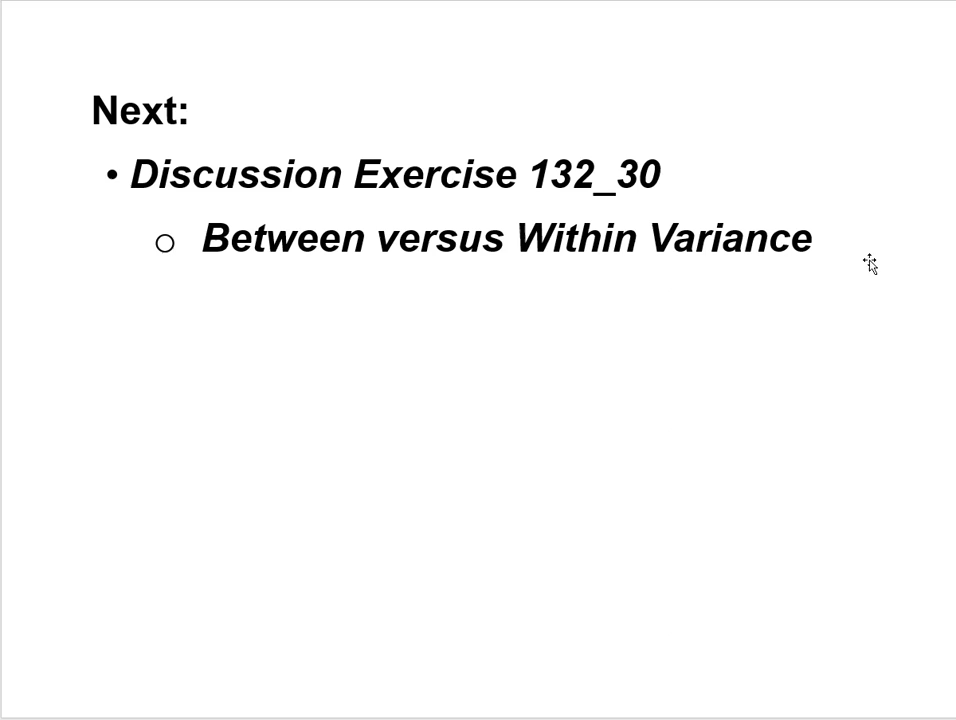 Next:
• Discussion Exercise 132_30
o Between versus Within Variance